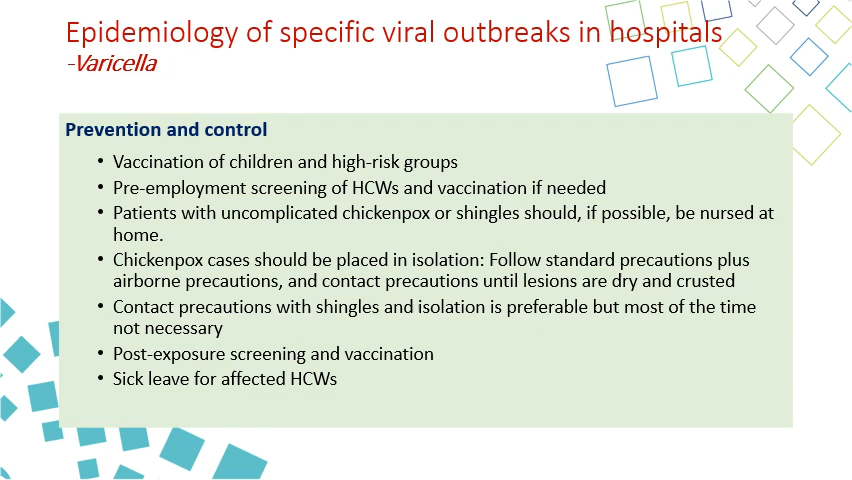 Epidemiology of specific viral outbreaks in hospitals
-Varicella
Prevention and control
• Vaccination of children and high-risk groups
• Pre-employment screening of HCWs and vaccination if needed
• Patients with uncomplicated chickenpox or shingles should, if possible, be nursed at
home.
• Chickenpox cases should be placed in isolation: Follow standard precautions plus
airborne precautions, and contact precautions until lesions are dry and crusted
• Contact precautions with shingles and isolation is preferable but most of the time
not necessary
• Post-exposure screening and vaccination
• Sick leave for affected HCWs